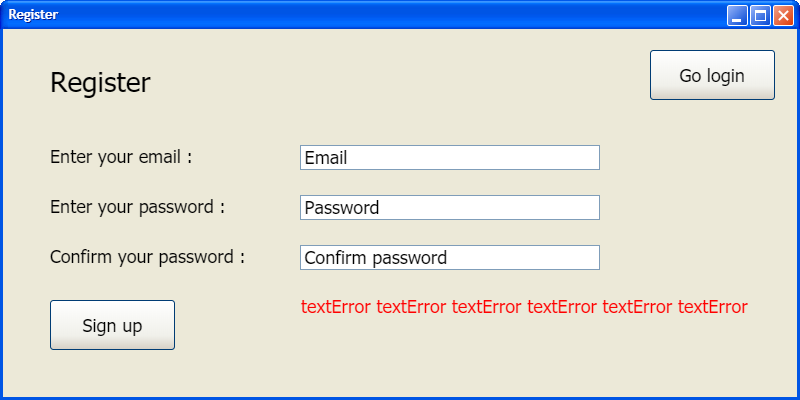 Register
Go login
Register
Enter your email :
Email
Enter your password :
Password
Confirm your password :
Confirm password
textError textError textError textError textError textError
Sign up